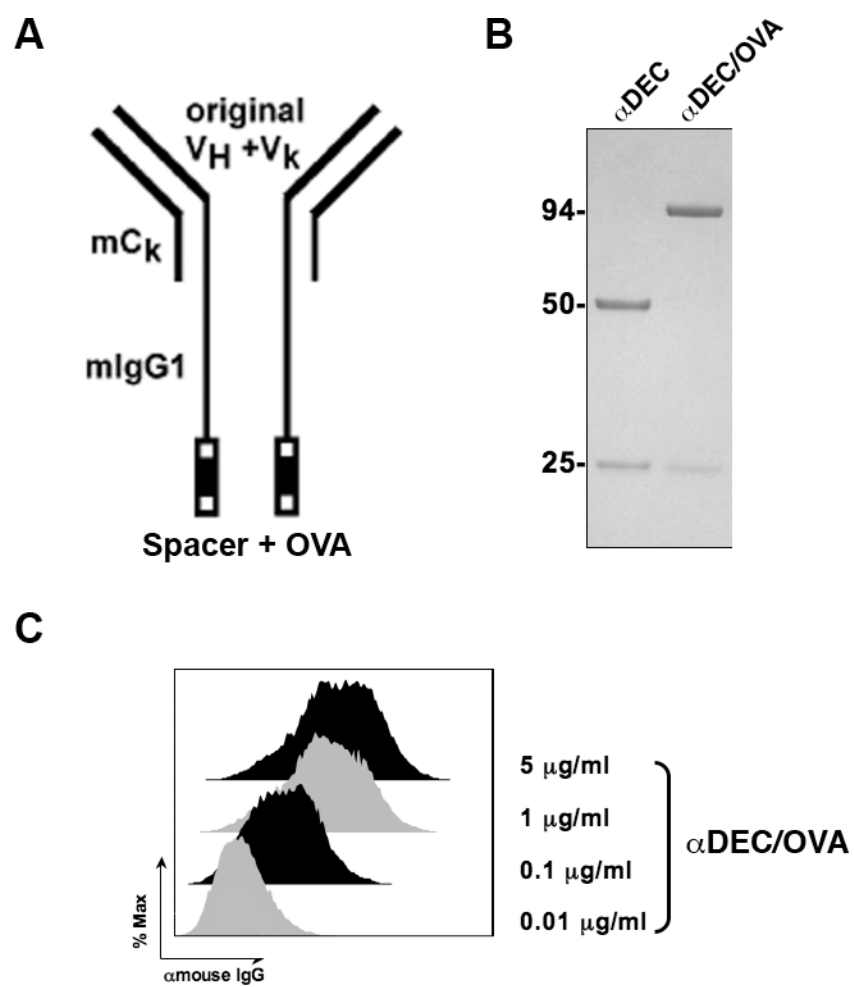 A
original
VH +Vk
mCk
mIgG1
Spacer + OVA
B
αDEC
αDEC/OVA
94-
50-
25-
C
5 μg/ml
1 μg/ml
0.1 μg/ml
0.01 μg/ml
αDEC/OVA
% Max
αmouse IgG